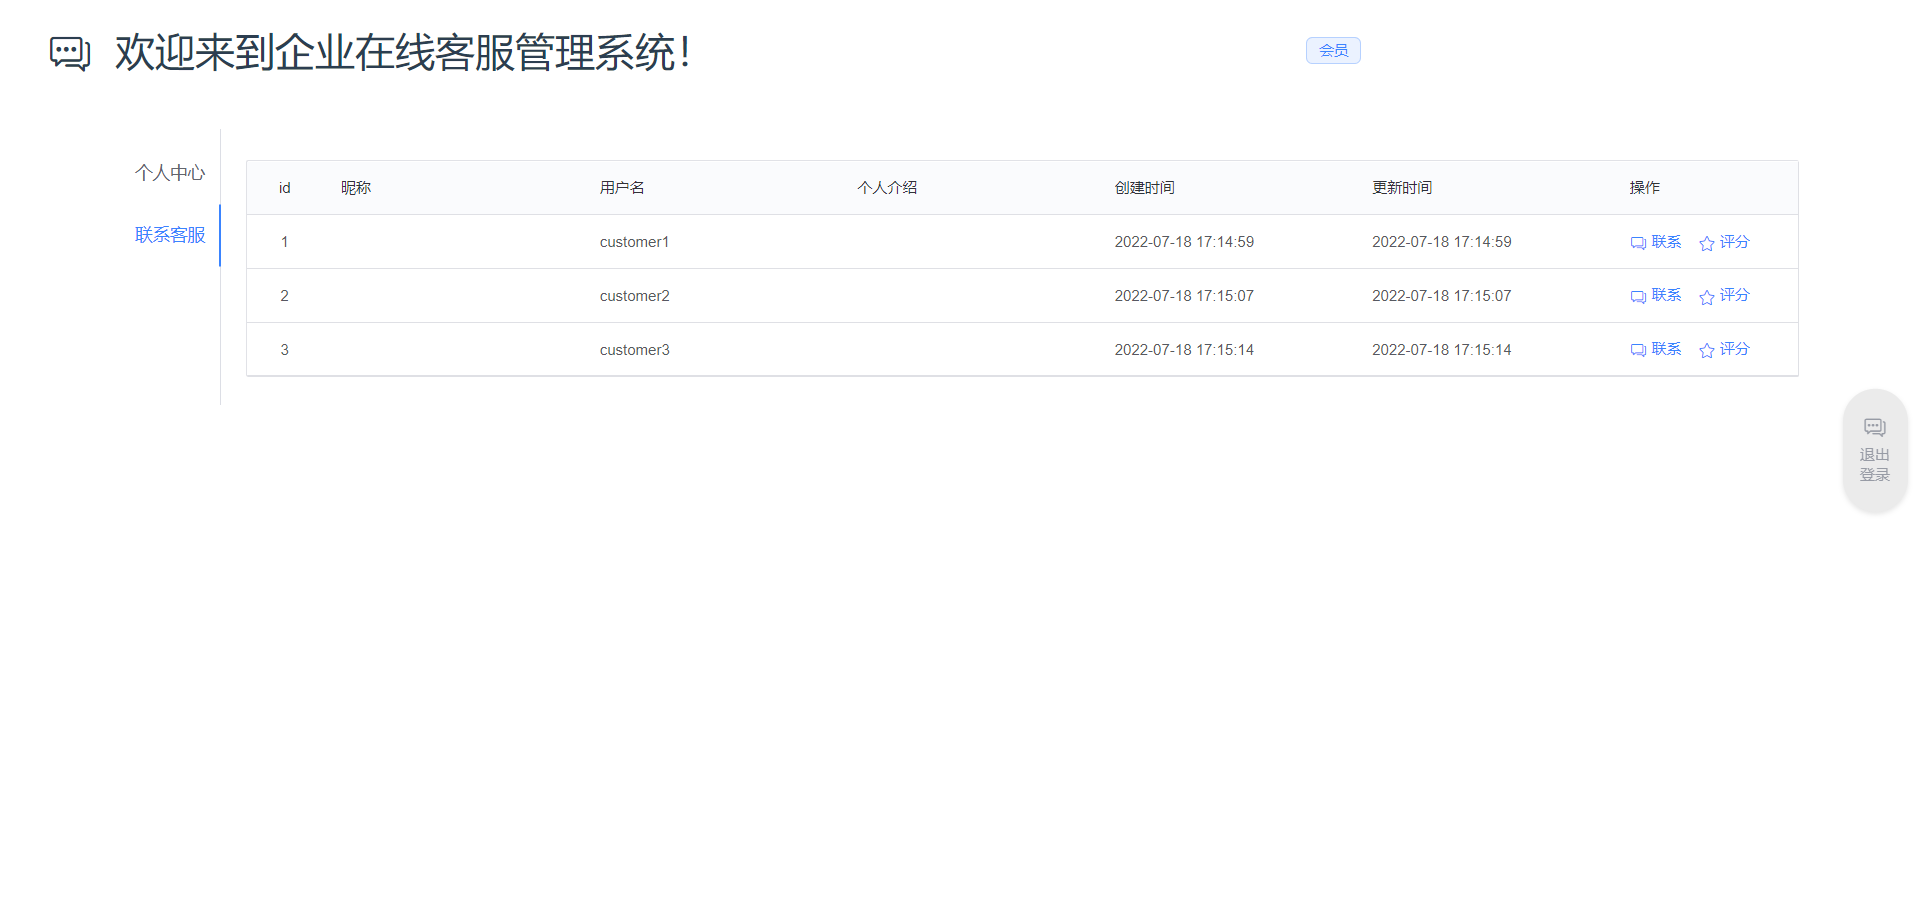 欢迎来到企业在线客服管理系统！
会员
个人中心
联系客服
id 昵称 用户名 个人介绍 创建时间 更新时间 操作
1 customer1 2022-07-18 17:14:59 2022-07-18 17:14:59 联系 评分
2 customer2 2022-07-18 17:15:07 2022-07-18 17:15:07 联系 评分
3 customer3 2022-07-18 17:15:14 2022-07-18 17:15:14 联系 评分
退出
登录